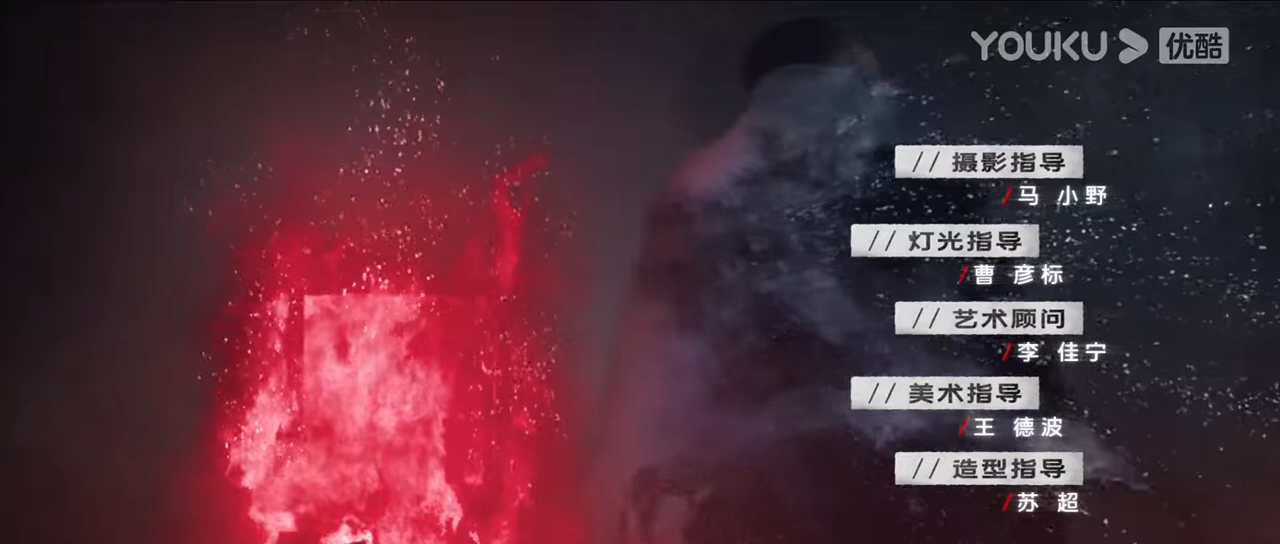 YOUKU 优酷
// 摄影指导
/马 小野
// 灯光指导
/曹 彦标
// 艺术顾问
/李 佳宁
// 美术指导
/王 德波
// 造型指导
/苏 超